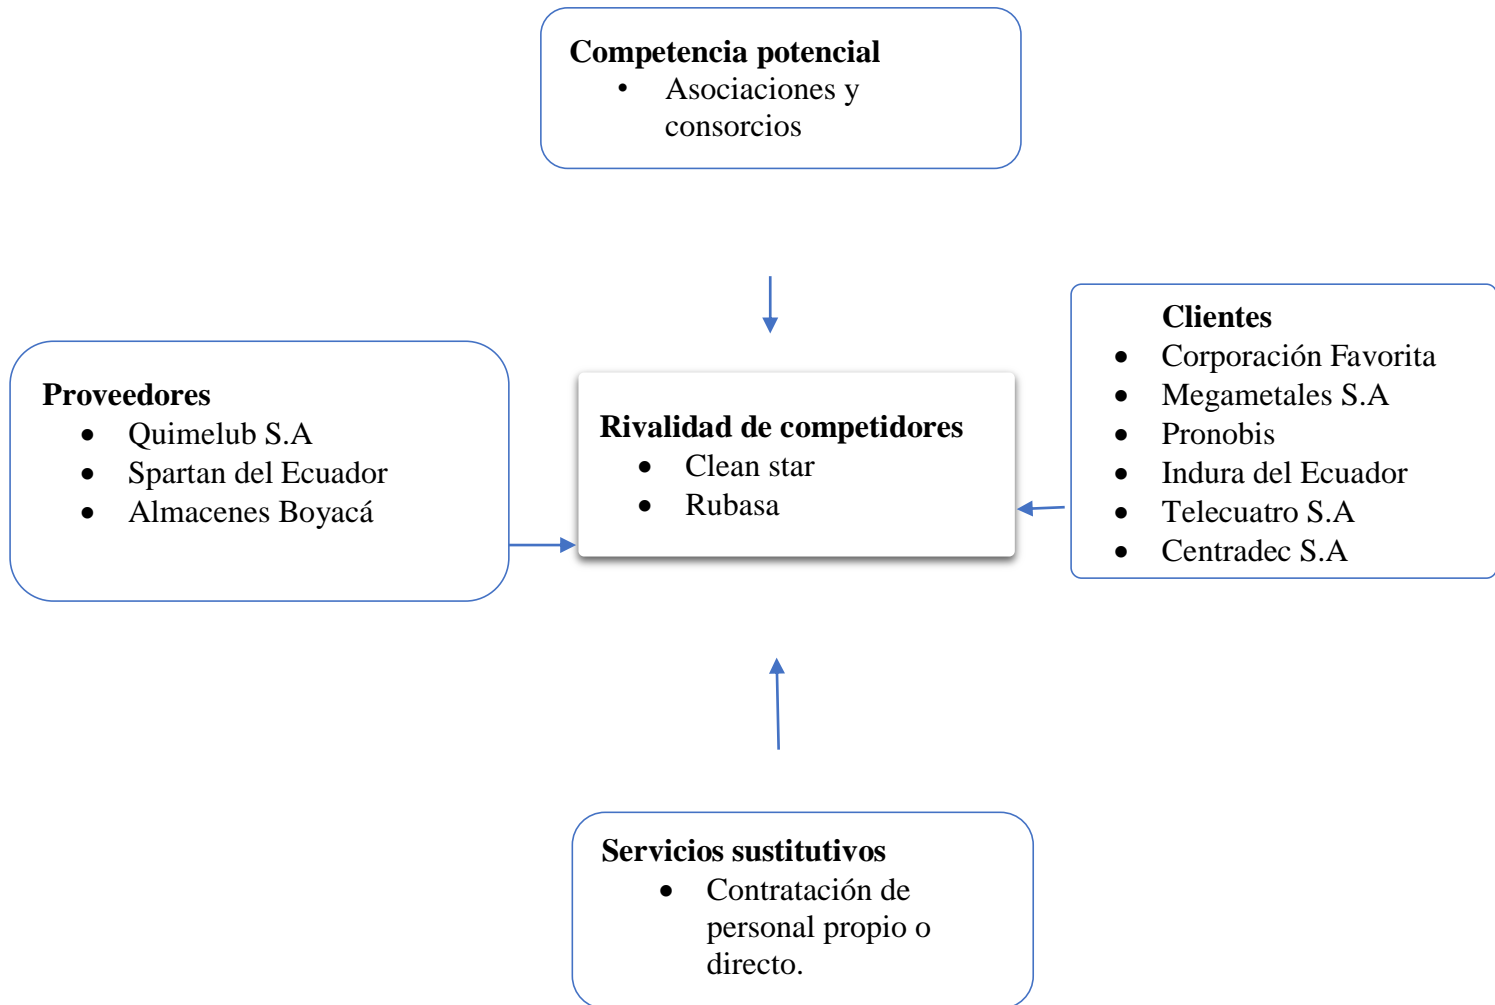 Competencia potencial
• Asociaciones y
consorcios
Proveedores
• Quimelub S.A
• Spartan del Ecuador
• Almacenes Boyacá
Rivalidad de competidores
• Clean star
• Rubasa
Clientes
• Corporación Favorita
• Megametales S.A
• Pronobis
• Indura del Ecuador
• Telecuatro S.A
• Centradec S.A
Servicios sustitutivos
• Contratación de
personal propio o
directo.